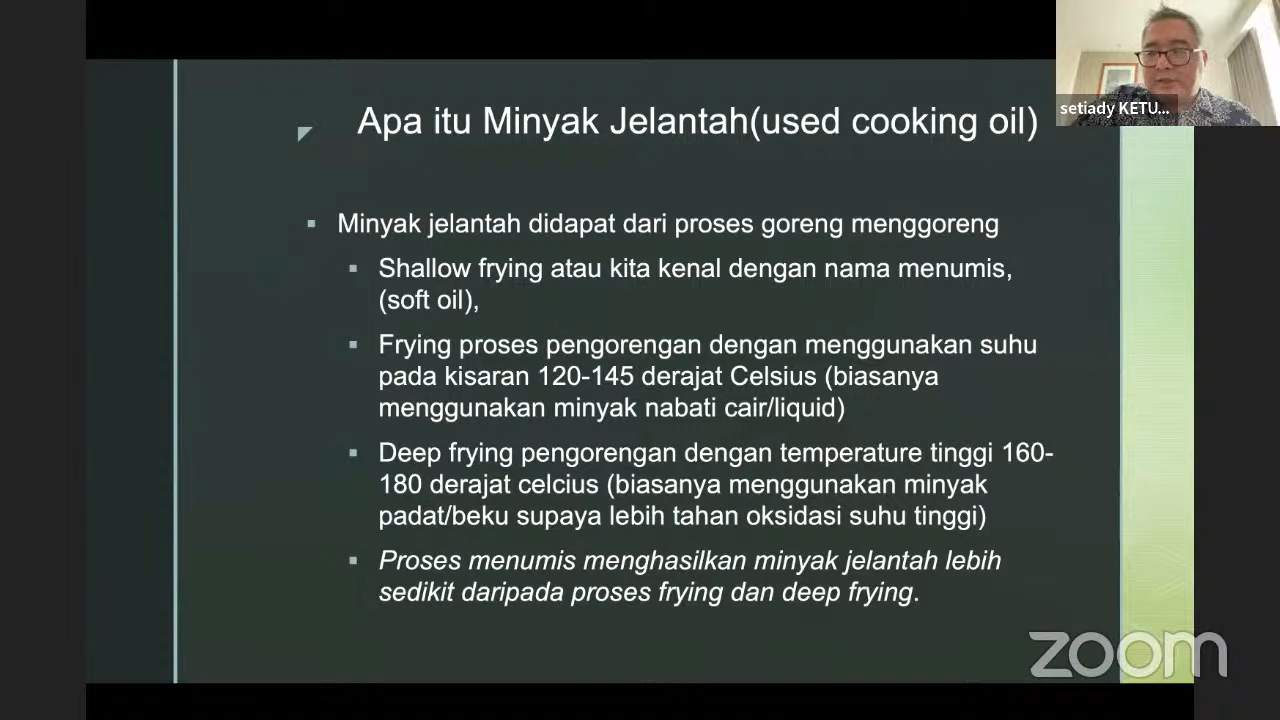 setiady KETU...
Apa itu Minyak Jelantah(used cooking oil)
Minyak jelantah didapat dari proses goreng menggoreng
Shallow frying atau kita kenal dengan nama menumis,
(soft oil),
Frying proses pengorengan dengan menggunakan suhu
pada kisaran 120-145 derajat Celsius (biasanya
menggunakan minyak nabati cair/liquid)
Deep frying pengorengan dengan temperature tinggi 160-
180 derajat celcius (biasanya menggunakan minyak
padat/beku supaya lebih tahan oksidasi suhu tinggi)
Proses menumis menghasilkan minyak jelantah lebih
sedikit daripada proses frying dan deep frying.
zoom